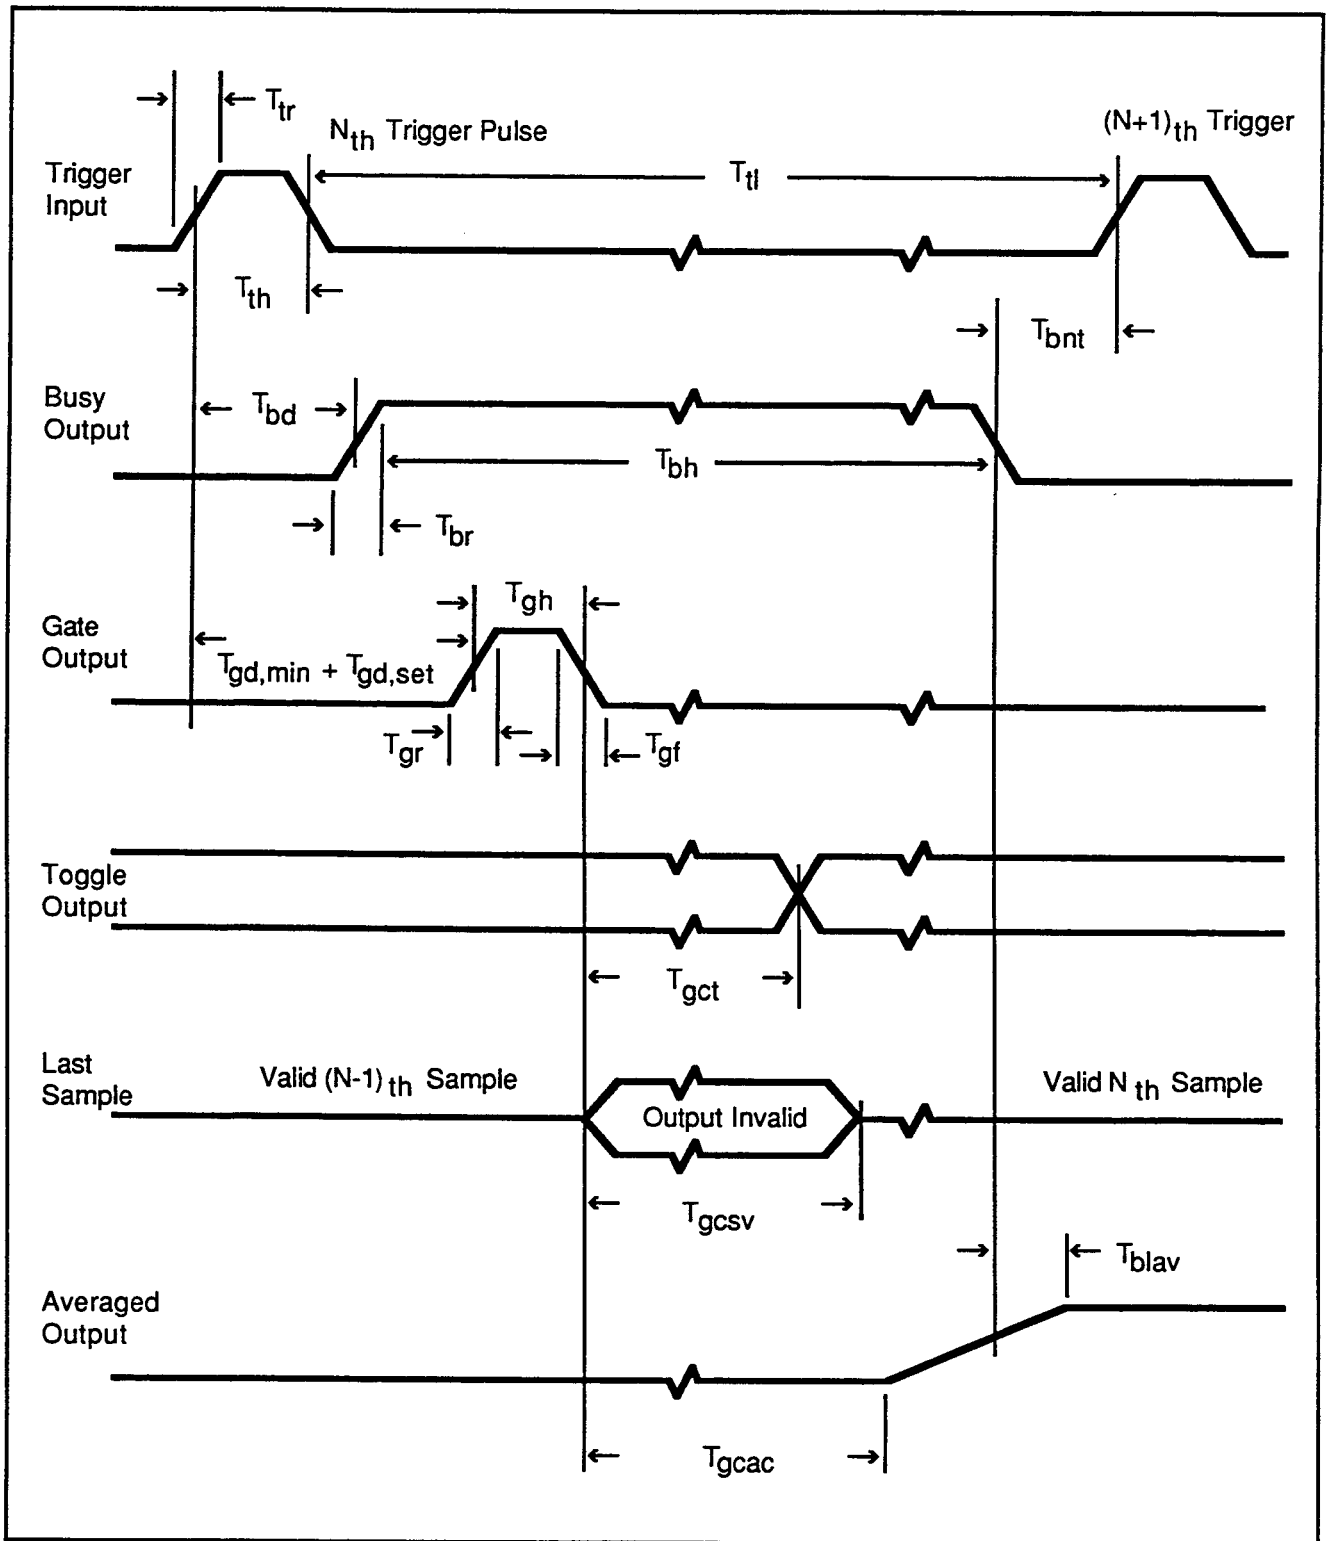 Ttr
Nth Trigger Pulse
(N+1)th Trigger
Trigger
Input
Ttl
Tth
Tbnt
Busy
Output
Tbd
Tbh
Tbr
Tgh
Gate
Output
Tgd,min + Tgd,set
Tgr
Tgf
Toggle
Output
Tgct
Last
Sample
Valid (N-1)th Sample
Output Invalid
Valid Nth Sample
Tgcsv
Tblav
Averaged
Output
Tgcac